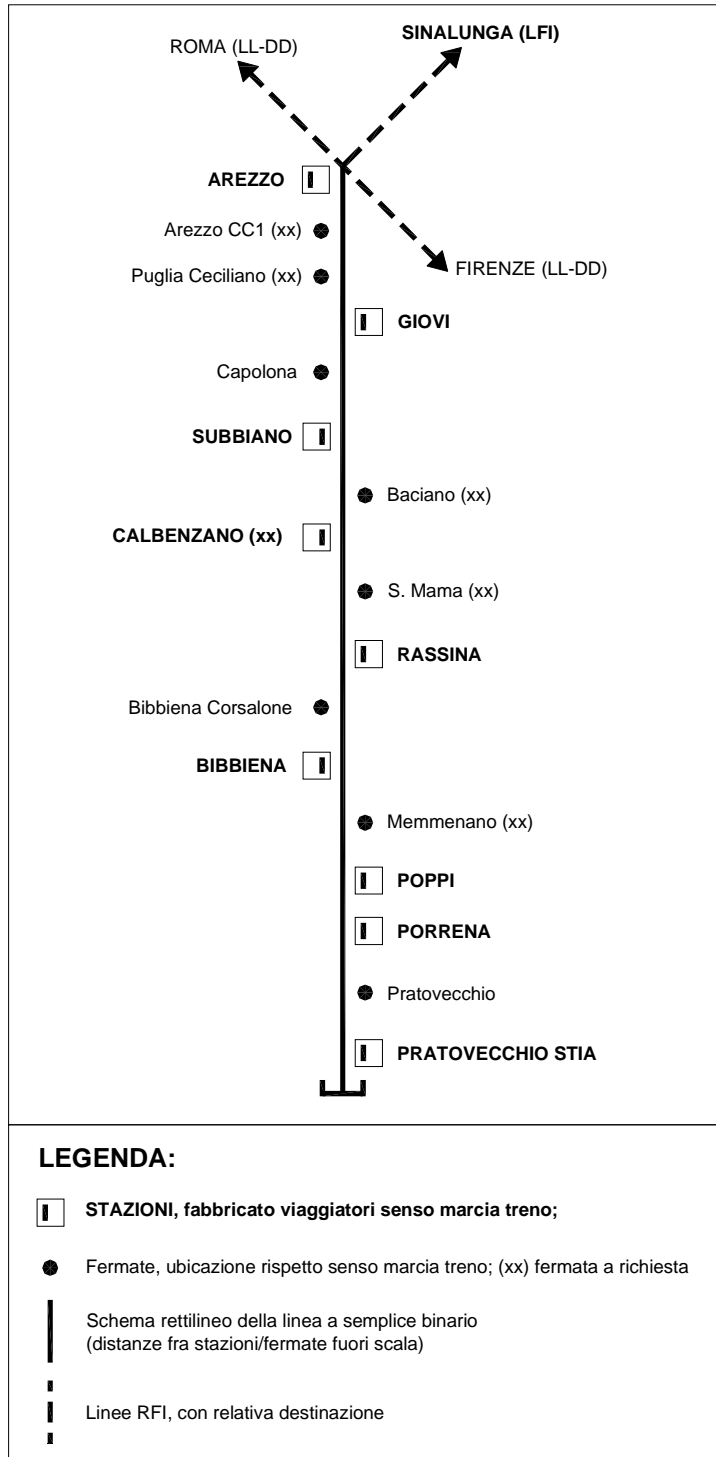 SINALUNGA (LFI)
ROMA (LL-DD)
AREZZO
Arezzo CC1 (xx)
Puglia Ceciliano (xx)
FIRENZE (LL-DD)
GIOVI
Capolona
SUBBIANO
Baciano (xx)
CALBENZANO (xx)
S. Mama (xx)
RASSINA
Bibbiena Corsalone
BIBBIENA
Memmenano (xx)
POPPI
PORRENA
Pratovecchio
PRATOVECCHIO STIA
LEGENDA:
STAZIONI, fabbricato viaggiatori senso marcia treno;
Fermate, ubicazione rispetto senso marcia treno; (xx) fermata a richiesta
Schema rettilineo della linea a semplice binario
(distanze fra stazioni/fermate fuori scala)
Linee RFI, con relativa destinazione